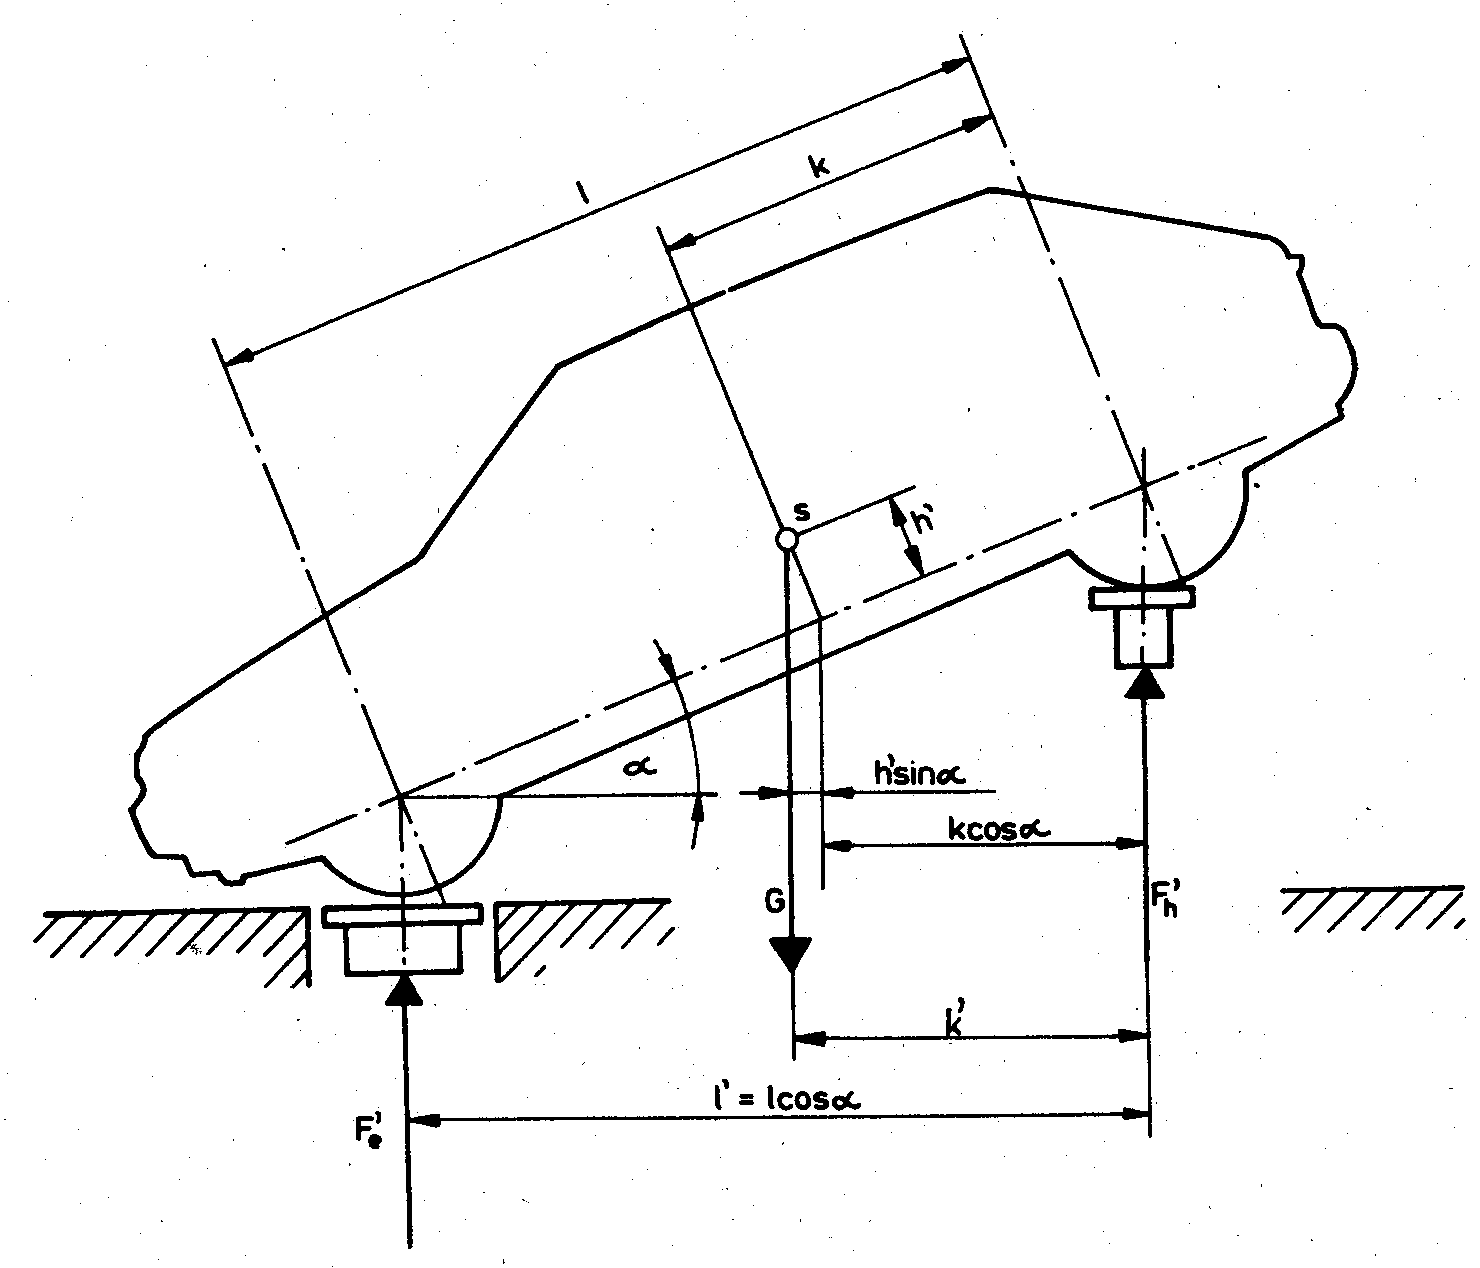 l
k
s
h'
α
h'sinα
kcosα
G
F'h
k'
l' = lcosα
F'e